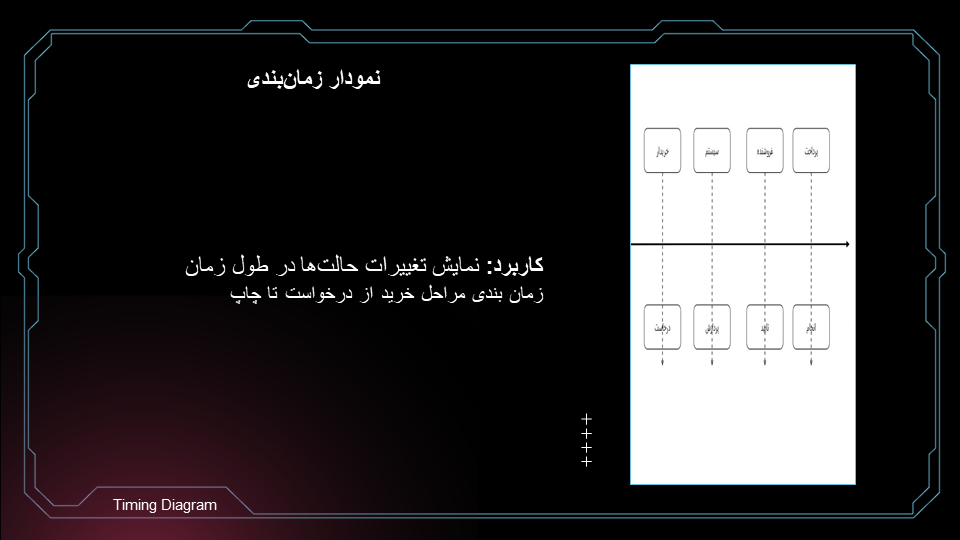 نمودار زمان‌بندی
کاربرد: نمایش تغییرات حالت‌ها در طول زمان
زمان بندی مراحل خرید از درخواست تا چاپ
خریدار
سیستم
فروشنده
پرداخت
درخواست
پردازش
تایید
انجام
Timing Diagram